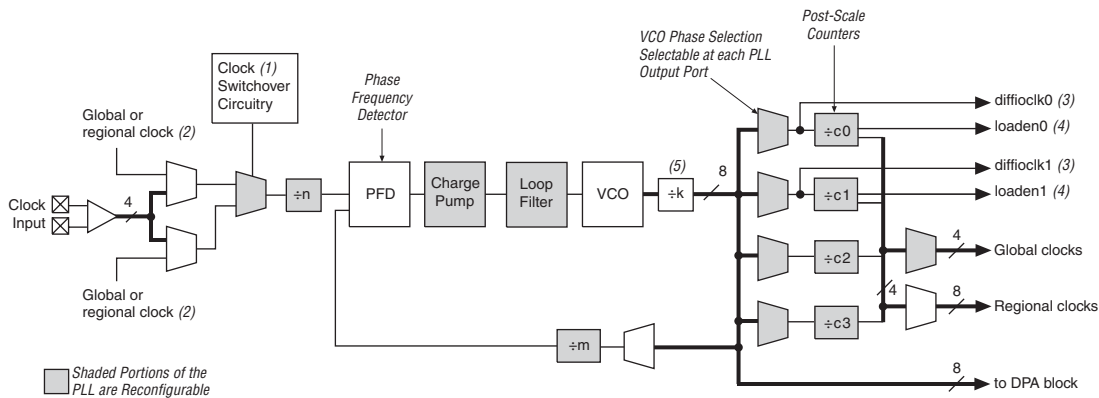 Post-Scale
Counters
VCO Phase Selection
Selectable at each PLL
Output Port
Clock (1)
Switchover
Circuitry
Phase
Frequency
Detector
Global or
regional clock (2)
diffioclk0 (3)
loaden0 (4)
÷c0
diffioclk1 (3)
loaden1 (4)
÷c1
(5)
8
÷n
PFD
Charge
Pump
Loop
Filter
VCO
÷k
Clock
Input
4
÷c2
4
Global clocks
4
8
Regional clocks
÷c3
Global or
regional clock (2)
÷m
Shaded Portions of the
PLL are Reconfigurable
8
to DPA block